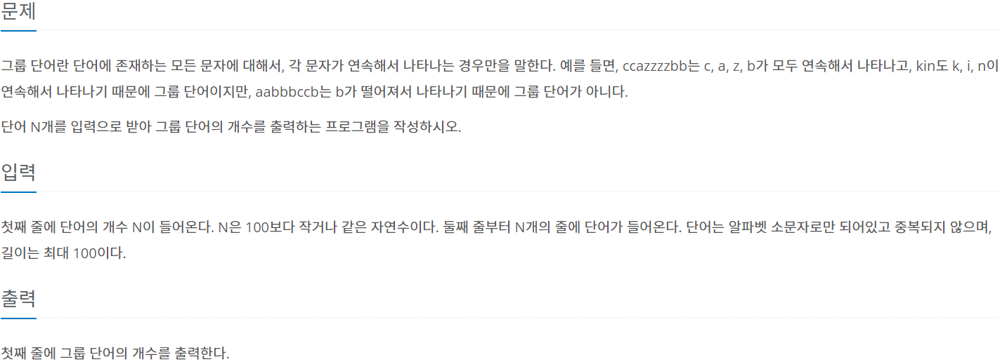 문제
그룹 단어란 단어에 존재하는 모든 문자에 대해서, 각 문자가 연속해서 나타나는 경우만을 말한다. 예를 들면, ccazzzzbb는 c, a, z, b가 모두 연속해서 나타나고, kin도 k, i, n이
연속해서 나타나기 때문에 그룹 단어이지만, aabbbccb는 b가 떨어져서 나타나기 때문에 그룹 단어가 아니다.
단어 N개를 입력으로 받아 그룹 단어의 개수를 출력하는 프로그램을 작성하시오.
입력
첫째 줄에 단어의 개수 N이 들어온다. N은 100보다 작거나 같은 자연수이다. 둘째 줄부터 N개의 줄에 단어가 들어온다. 단어는 알파벳 소문자로만 되어있고 중복되지 않으며,
길이는 최대 100이다.
출력
첫째 줄에 그룹 단어의 개수를 출력한다.